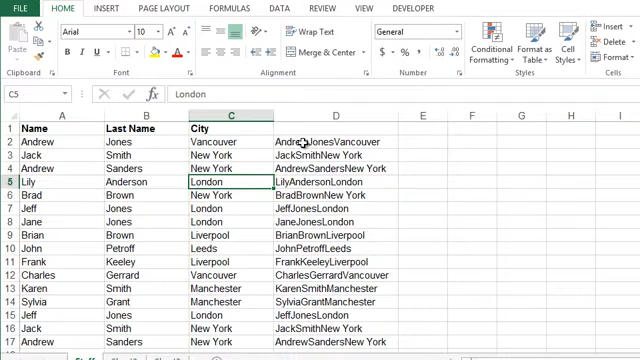 FILE HOME INSERT PAGE LAYOUT FORMULAS DATA REVIEW VIEW DEVELOPER
Arial 10 Wrap Text General Insert
Paste B I U Merge & Center $ % Conditional Formatting Format as Table Cell Styles Delete
Format
Clipboard Font Alignment Number Styles Cells
C5 fx London
A B C D E F G H I
1 Name Last Name City
2 Andrew Jones Vancouver AndrewJonesVancouver
3 Jack Smith New York JackSmithNew York
4 Andrew Sanders New York AndrewSandersNew York
5 Lily Anderson London LilyAndersonLondon
6 Brad Brown New York BradBrownNew York
7 Jeff Jones London JeffJonesLondon
8 Jane Jones London JaneJonesLondon
9 Brian Brown Liverpool BrianBrownLiverpool
10 John Petroff Leeds JohnPetroffLeeds
11 Frank Keeley Liverpool FrankKeeleyLiverpool
12 Charles Gerrard Vancouver CharlesGerrardVancouver
13 Karen Smith Manchester KarenSmithManchester
14 Sylvia Grant Manchester SylviaGrantManchester
15 Jeff Jones London JeffJonesLondon
16 Jack Smith New York JackSmithNew York
17 Andrew Sanders New York AndrewSandersNew York